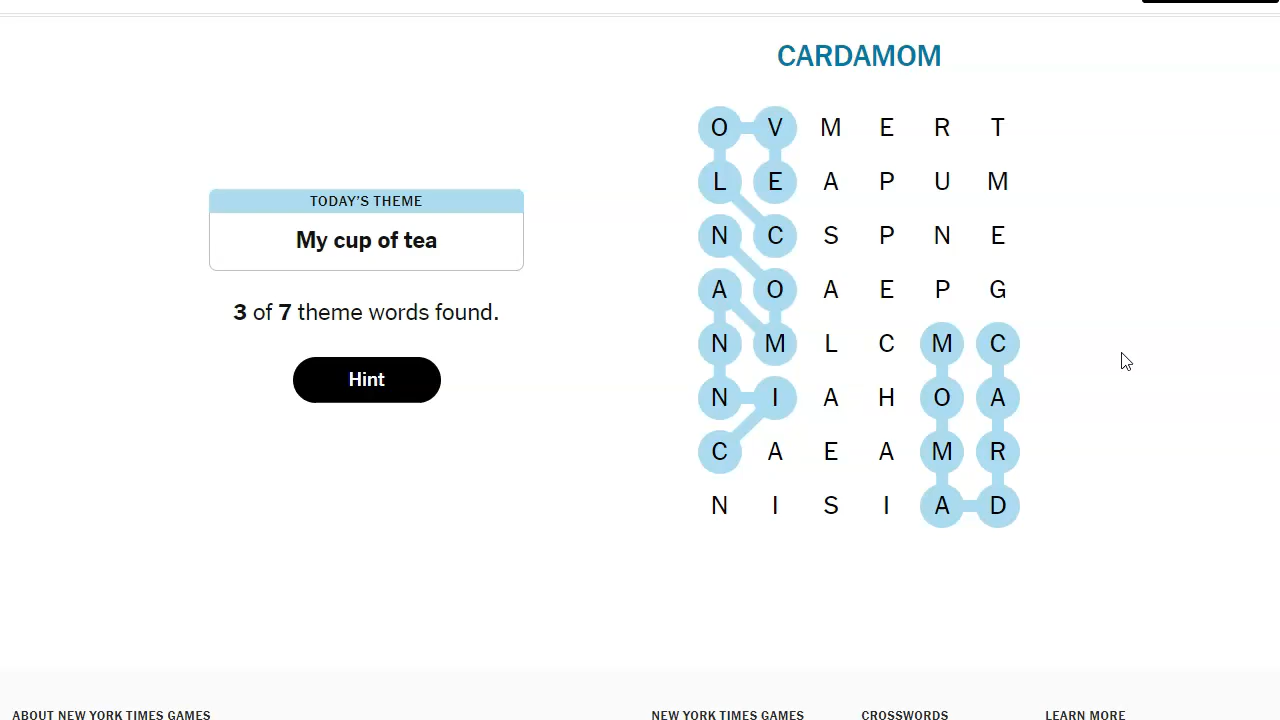 CARDAMOM
O V M E R T
L E A P U M
N C S P N E
A O A E P G
N M L C M C
N I A H O A
C A E A M R
N I S I A D
TODAY'S THEME
My cup of tea
3 of 7 theme words found.
Hint
ABOUT NEW YORK TIMES GAMES
NEW YORK TIMES GAMES
CROSSWORDS
LEARN MORE